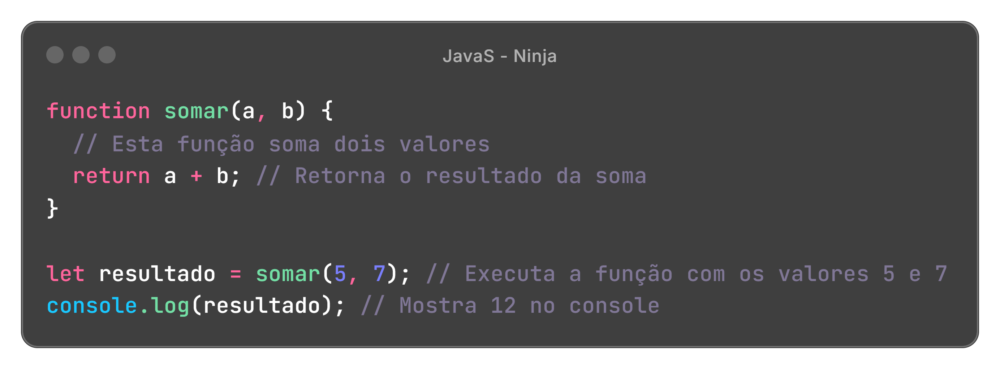 JavaS - Ninja
function somar(a, b) {
  // Esta função soma dois valores
  return a + b; // Retorna o resultado da soma
}
let resultado = somar(5, 7); // Executa a função com os valores 5 e 7
console.log(resultado); // Mostra 12 no console